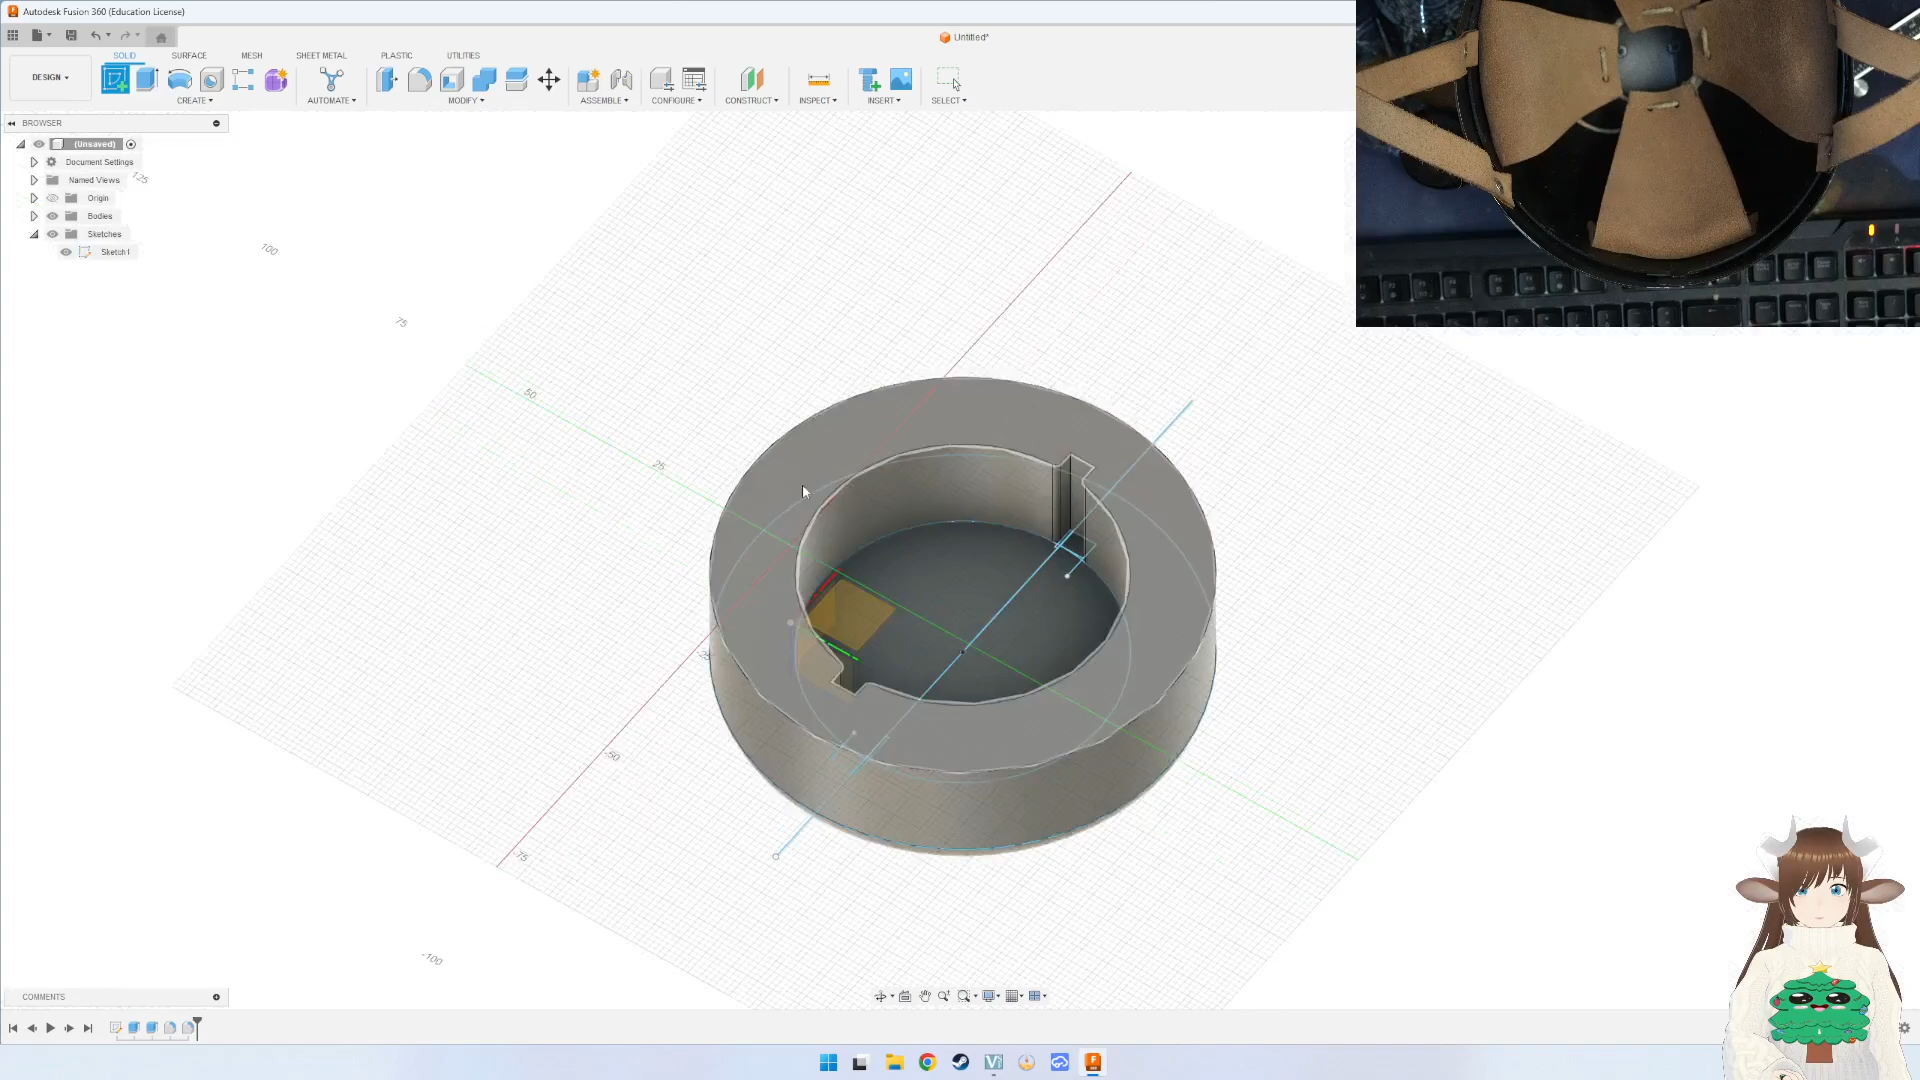 Autodesk Fusion 360 (Education License)
Untitled*
SOLID SURFACE MESH SHEET METAL PLASTIC UTILITIES
DESIGN
CREATE AUTOMATE MODIFY ASSEMBLE CONFIGURE CONSTRUCT INSPECT INSERT SELECT
BROWSER
(Unsaved)
Document Settings
Named Views
Origin
Bodies
Sketches
Sketch1
125
100
75
50
25
-25
-50
-75
-100
COMMENTS